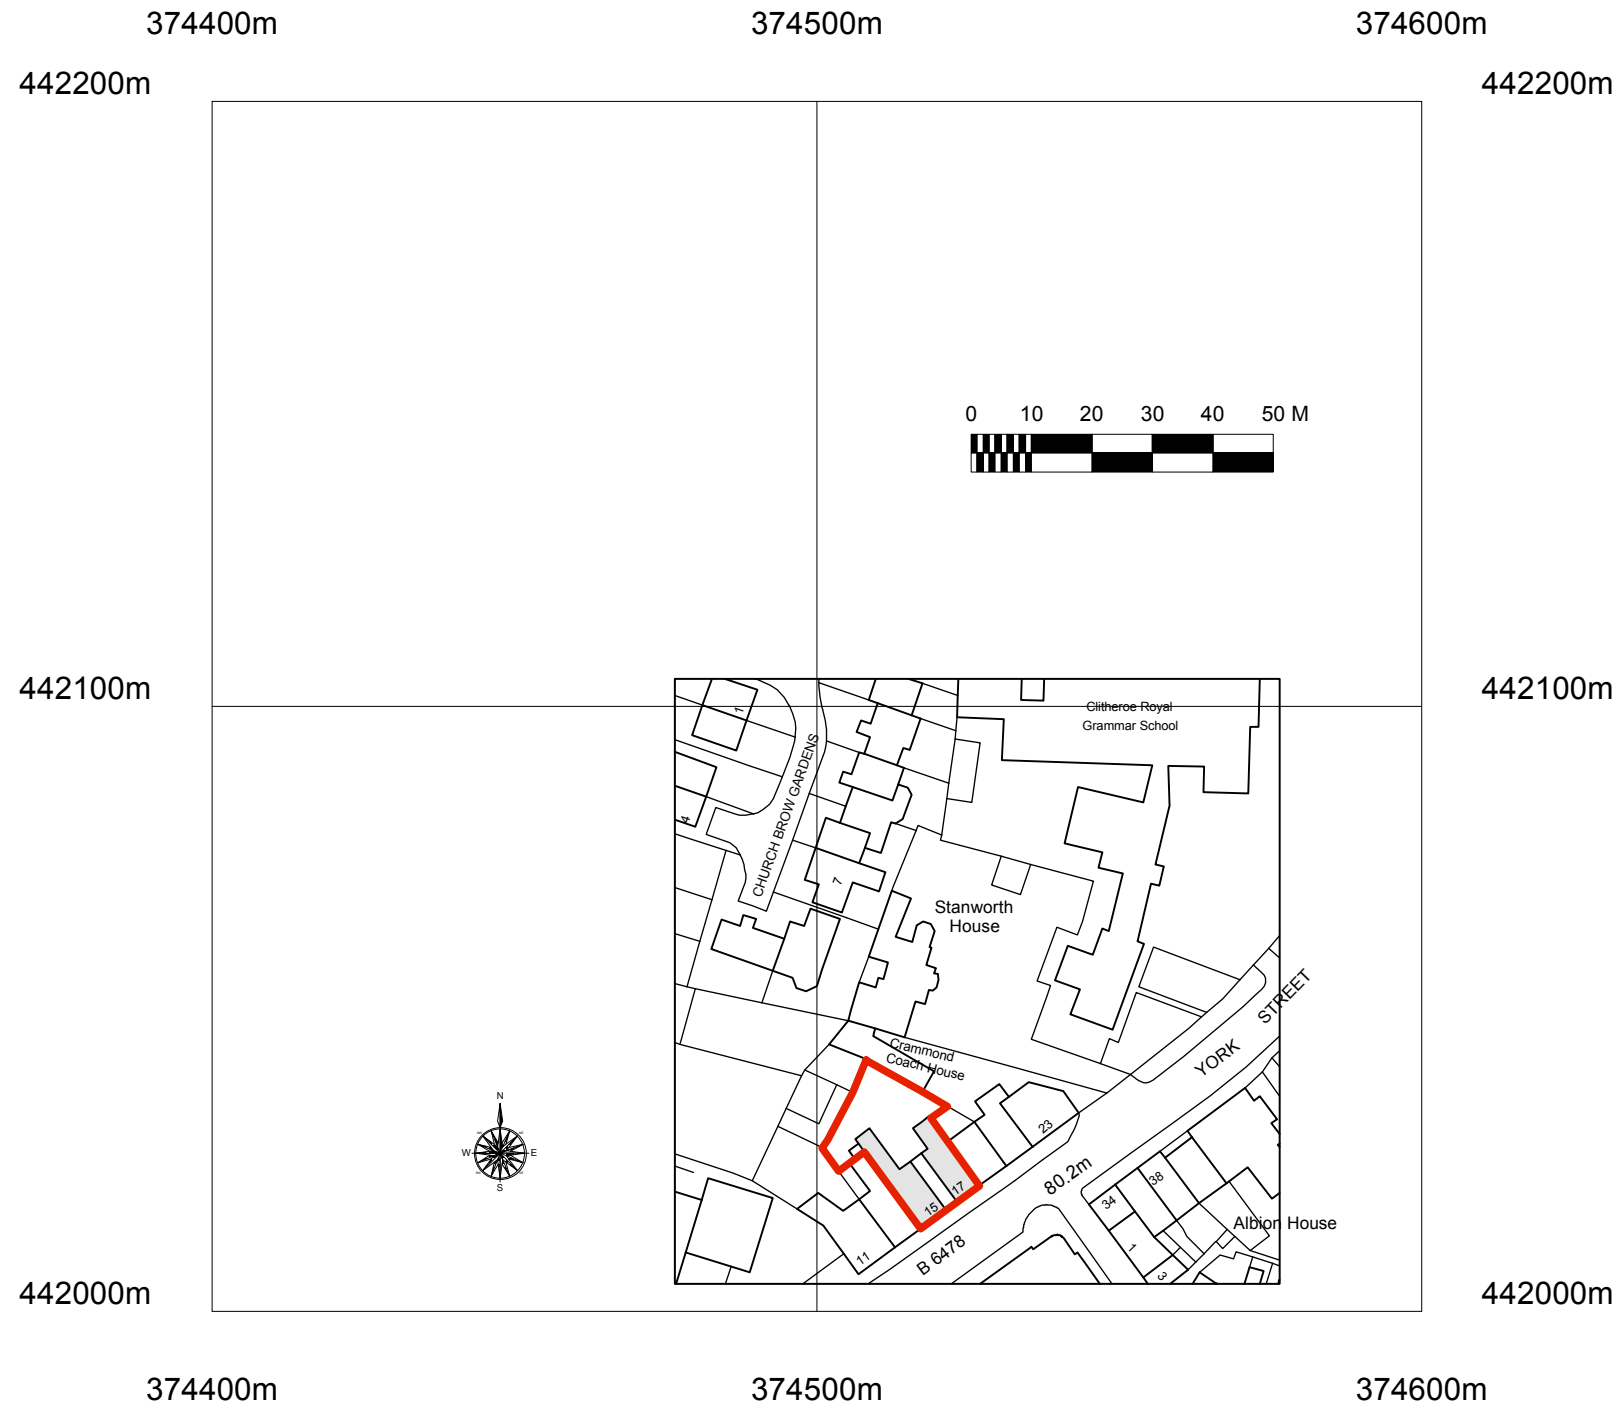 374400m 374500m 374600m
442200m 442200m
0 10 20 30 40 50 M
442100m 442100m
Clitheroe Royal
Grammar School
1
CHURCH BROW GARDENS
4
7
Stanworth
House
STREET
YORK
Crammond
Coach House
N
W E
S
23
80.2m
38
34
17
15
Albion House
1
11
B 6478
3
442000m 442000m
374400m 374500m 374600m